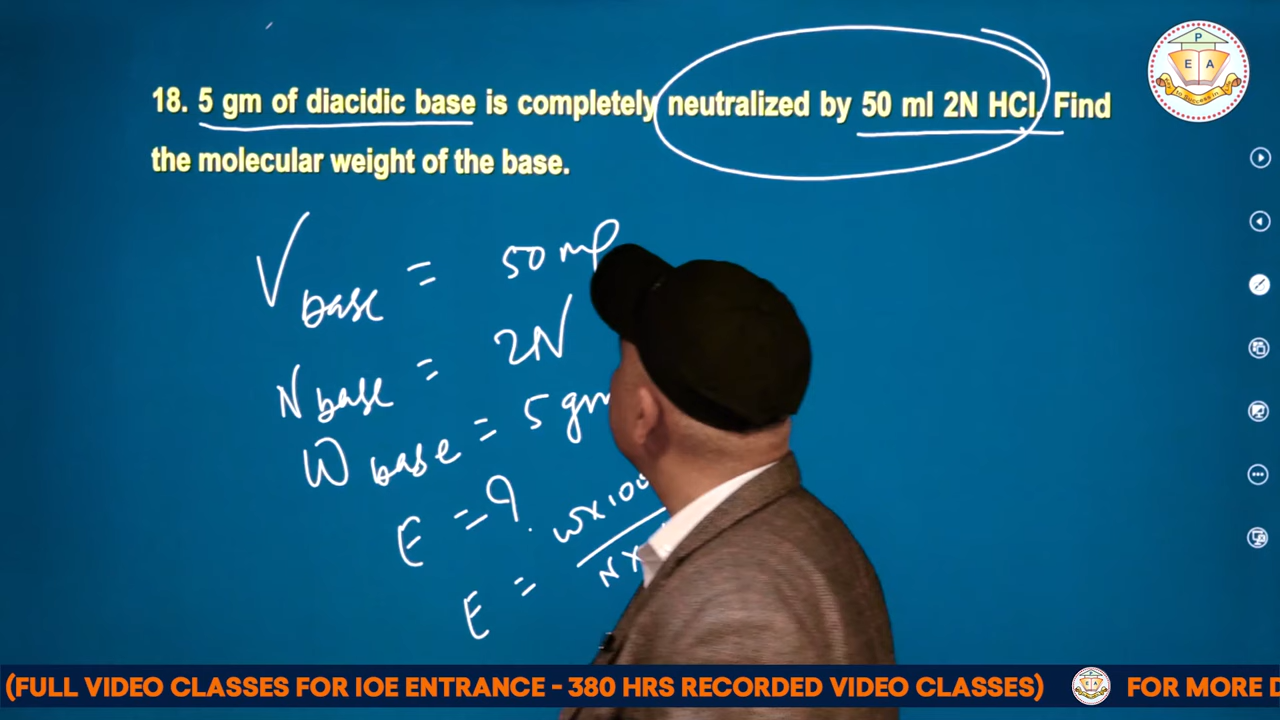 18. 5 gm of diacidic base is completely neutralized by 50 ml 2N HCl. Find
the molecular weight of the base.
P
E A
V base = 50 ml
N base = 2N
W base = 5 gm
E = ?
E = W×100
N×
(FULL VIDEO CLASSES FOR IOE ENTRANCE - 380 HRS RECORDED VIDEO CLASSES) FOR MORE D